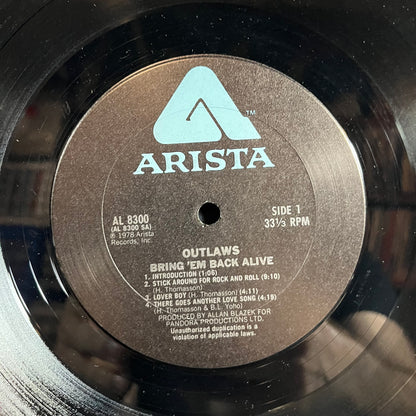 ™
ARISTA
AL 8300
(AL 8300 SA)
℗ 1978 Arista
Records, Inc.
SIDE 1
33⅓ RPM
OUTLAWS
BRING 'EM BACK ALIVE
1. INTRODUCTION (1:06)
2. STICK AROUND FOR ROCK AND ROLL (9:10)
(H. Thomasson)
3. LOVER BOY (H. Thomasson) (4:11)
4. THERE GOES ANOTHER LOVE SONG (4:19)
(H. Thomasson & B.L. Yoho)
PRODUCED BY ALLAN BLAZEK FOR
PANDORA PRODUCTIONS LTD.
Unauthorized duplication is a
violation of applicable laws.